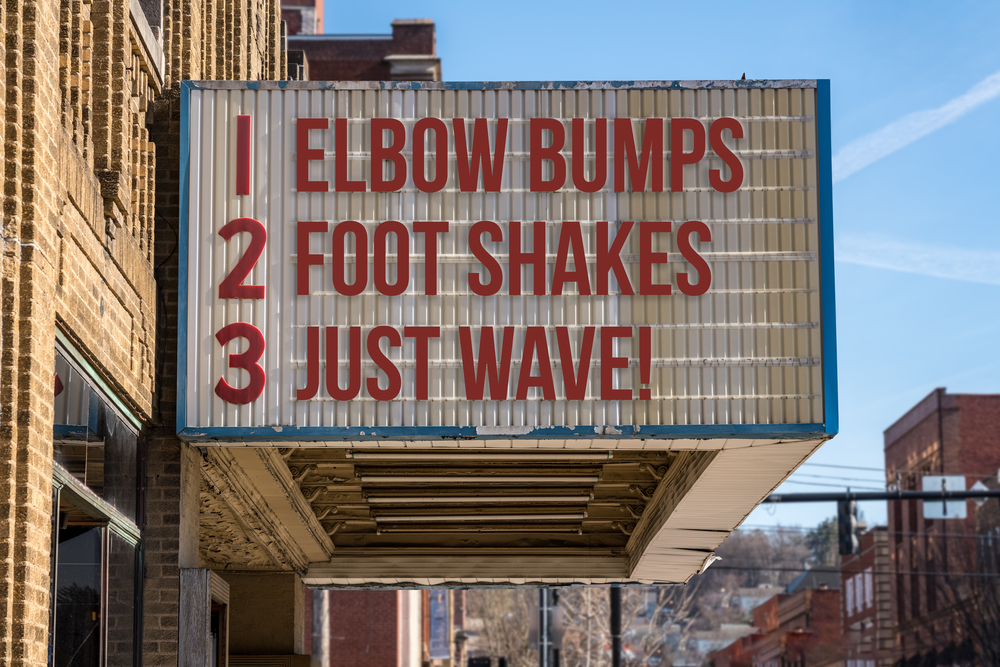 1 ELBOW BUMPS
2 FOOT SHAKES
3 JUST WAVE!